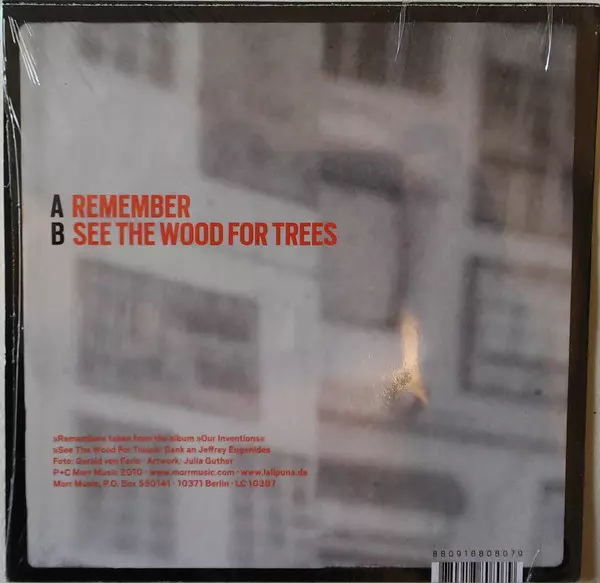 A REMEMBER
B SEE THE WOOD FOR TREES
»Remember« taken from the album »Our Inventions«
»See The Wood For Trees«: Dank an Jeffrey Eugenides
Foto: Gerald von Foris · Artwork: Julia Guther
P+C Morr Music 2010 · www.morrmusic.com · www.lalipuna.de
Morr Music, P.O. Box 550141 · 10371 Berlin · LC 10387
880918808079